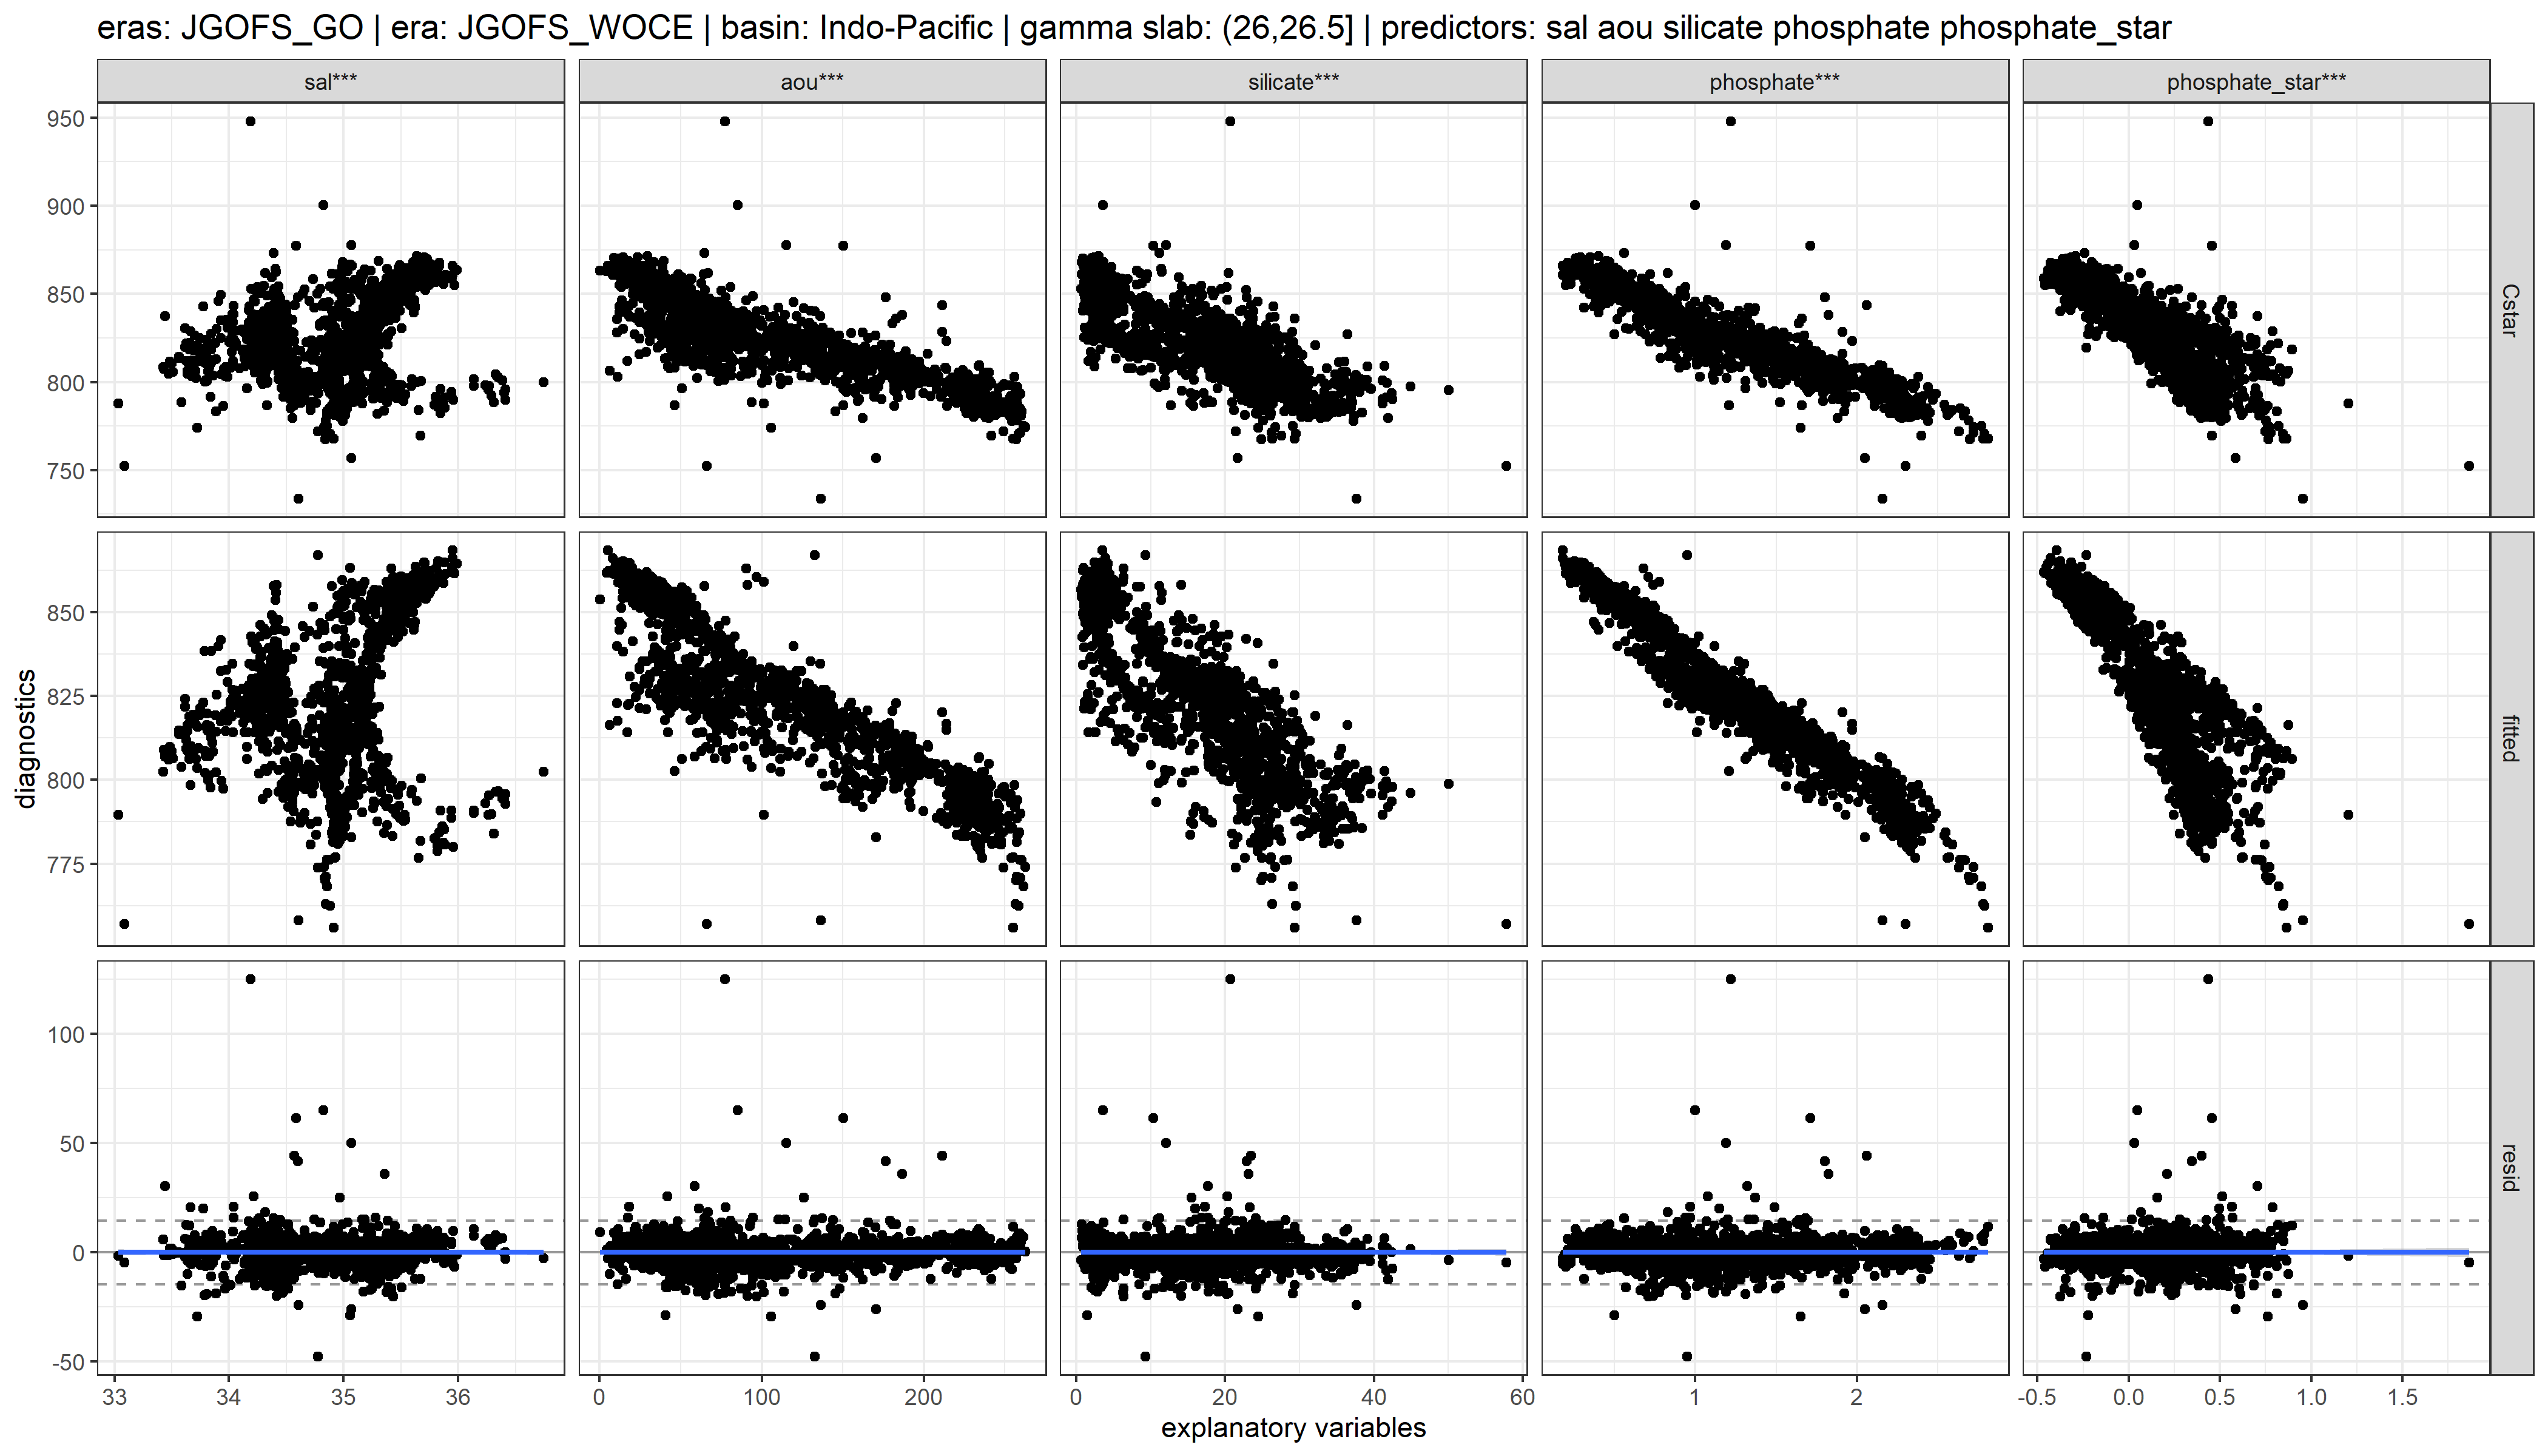 eras: JGOFS_GO | era: JGOFS_WOCE | basin: Indo-Pacific | gamma slab: (26,26.5] | predictors: sal aou silicate phosphate phosphate_star
sal*** aou*** silicate*** phosphate*** phosphate_star***
950
900
850
800
750
Cstar
850
825
800
775
fitted
diagnostics
100
50
0
-50
resid
33 34 35 36 0 100 200 0 20 40 60 1 2 -0.5 0.0 0.5 1.0 1.5
explanatory variables